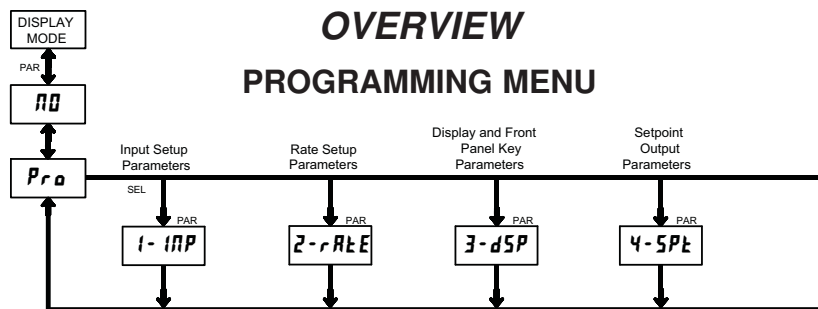 OVERVIEW
PROGRAMMING MENU
DISPLAY
MODE
PAR
NO
Pro
Input Setup
Parameters
Rate Setup
Parameters
Display and Front
Panel Key
Parameters
Setpoint
Output
Parameters
SEL
PAR
PAR
PAR
PAR
1-INP
2-rAtE
3-dSP
4-SPt